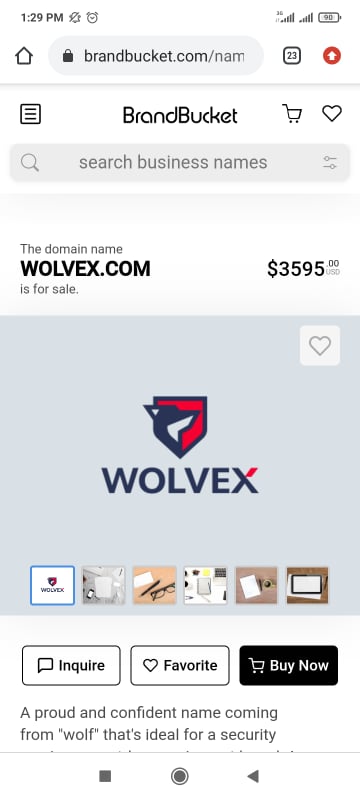 1:29 PM
3G
90
brandbucket.com/nam
23
BrandBucket
search business names
The domain name
WOLVEX.COM
$3595.00 USD
is for sale.
WOLVEX
WOLVEX
Inquire
Favorite
Buy Now
A proud and confident name coming
from "wolf" that's ideal for a security